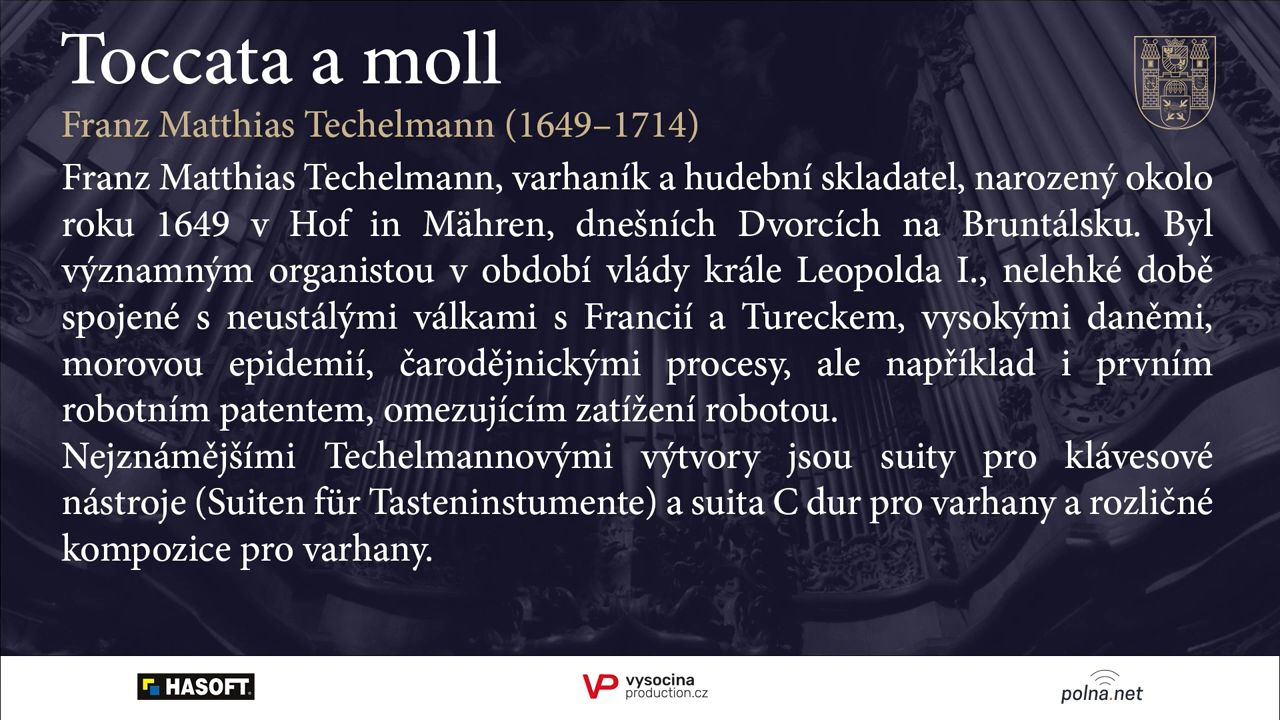 Toccata a moll
Franz Matthias Techelmann (1649–1714)
Franz Matthias Techelmann, varhaník a hudební skladatel, narozený okolo
roku 1649 v Hof in Mähren, dnešních Dvorcích na Bruntálsku. Byl
významným organistou v období vlády krále Leopolda I., nelehké době
spojené s neustálými válkami s Francií a Tureckem, vysokými daněmi,
morovou epidemií, čarodějnickými procesy, ale například i prvním
robotním patentem, omezujícím zatížení robotou.
Nejznámějšími Techelmannovými výtvory jsou suity pro klávesové
nástroje (Suiten für Tasteninstumente) a suita C dur pro varhany a rozličné
kompozice pro varhany.
HASOFT.
VP vysocina
production.cz
polna.net